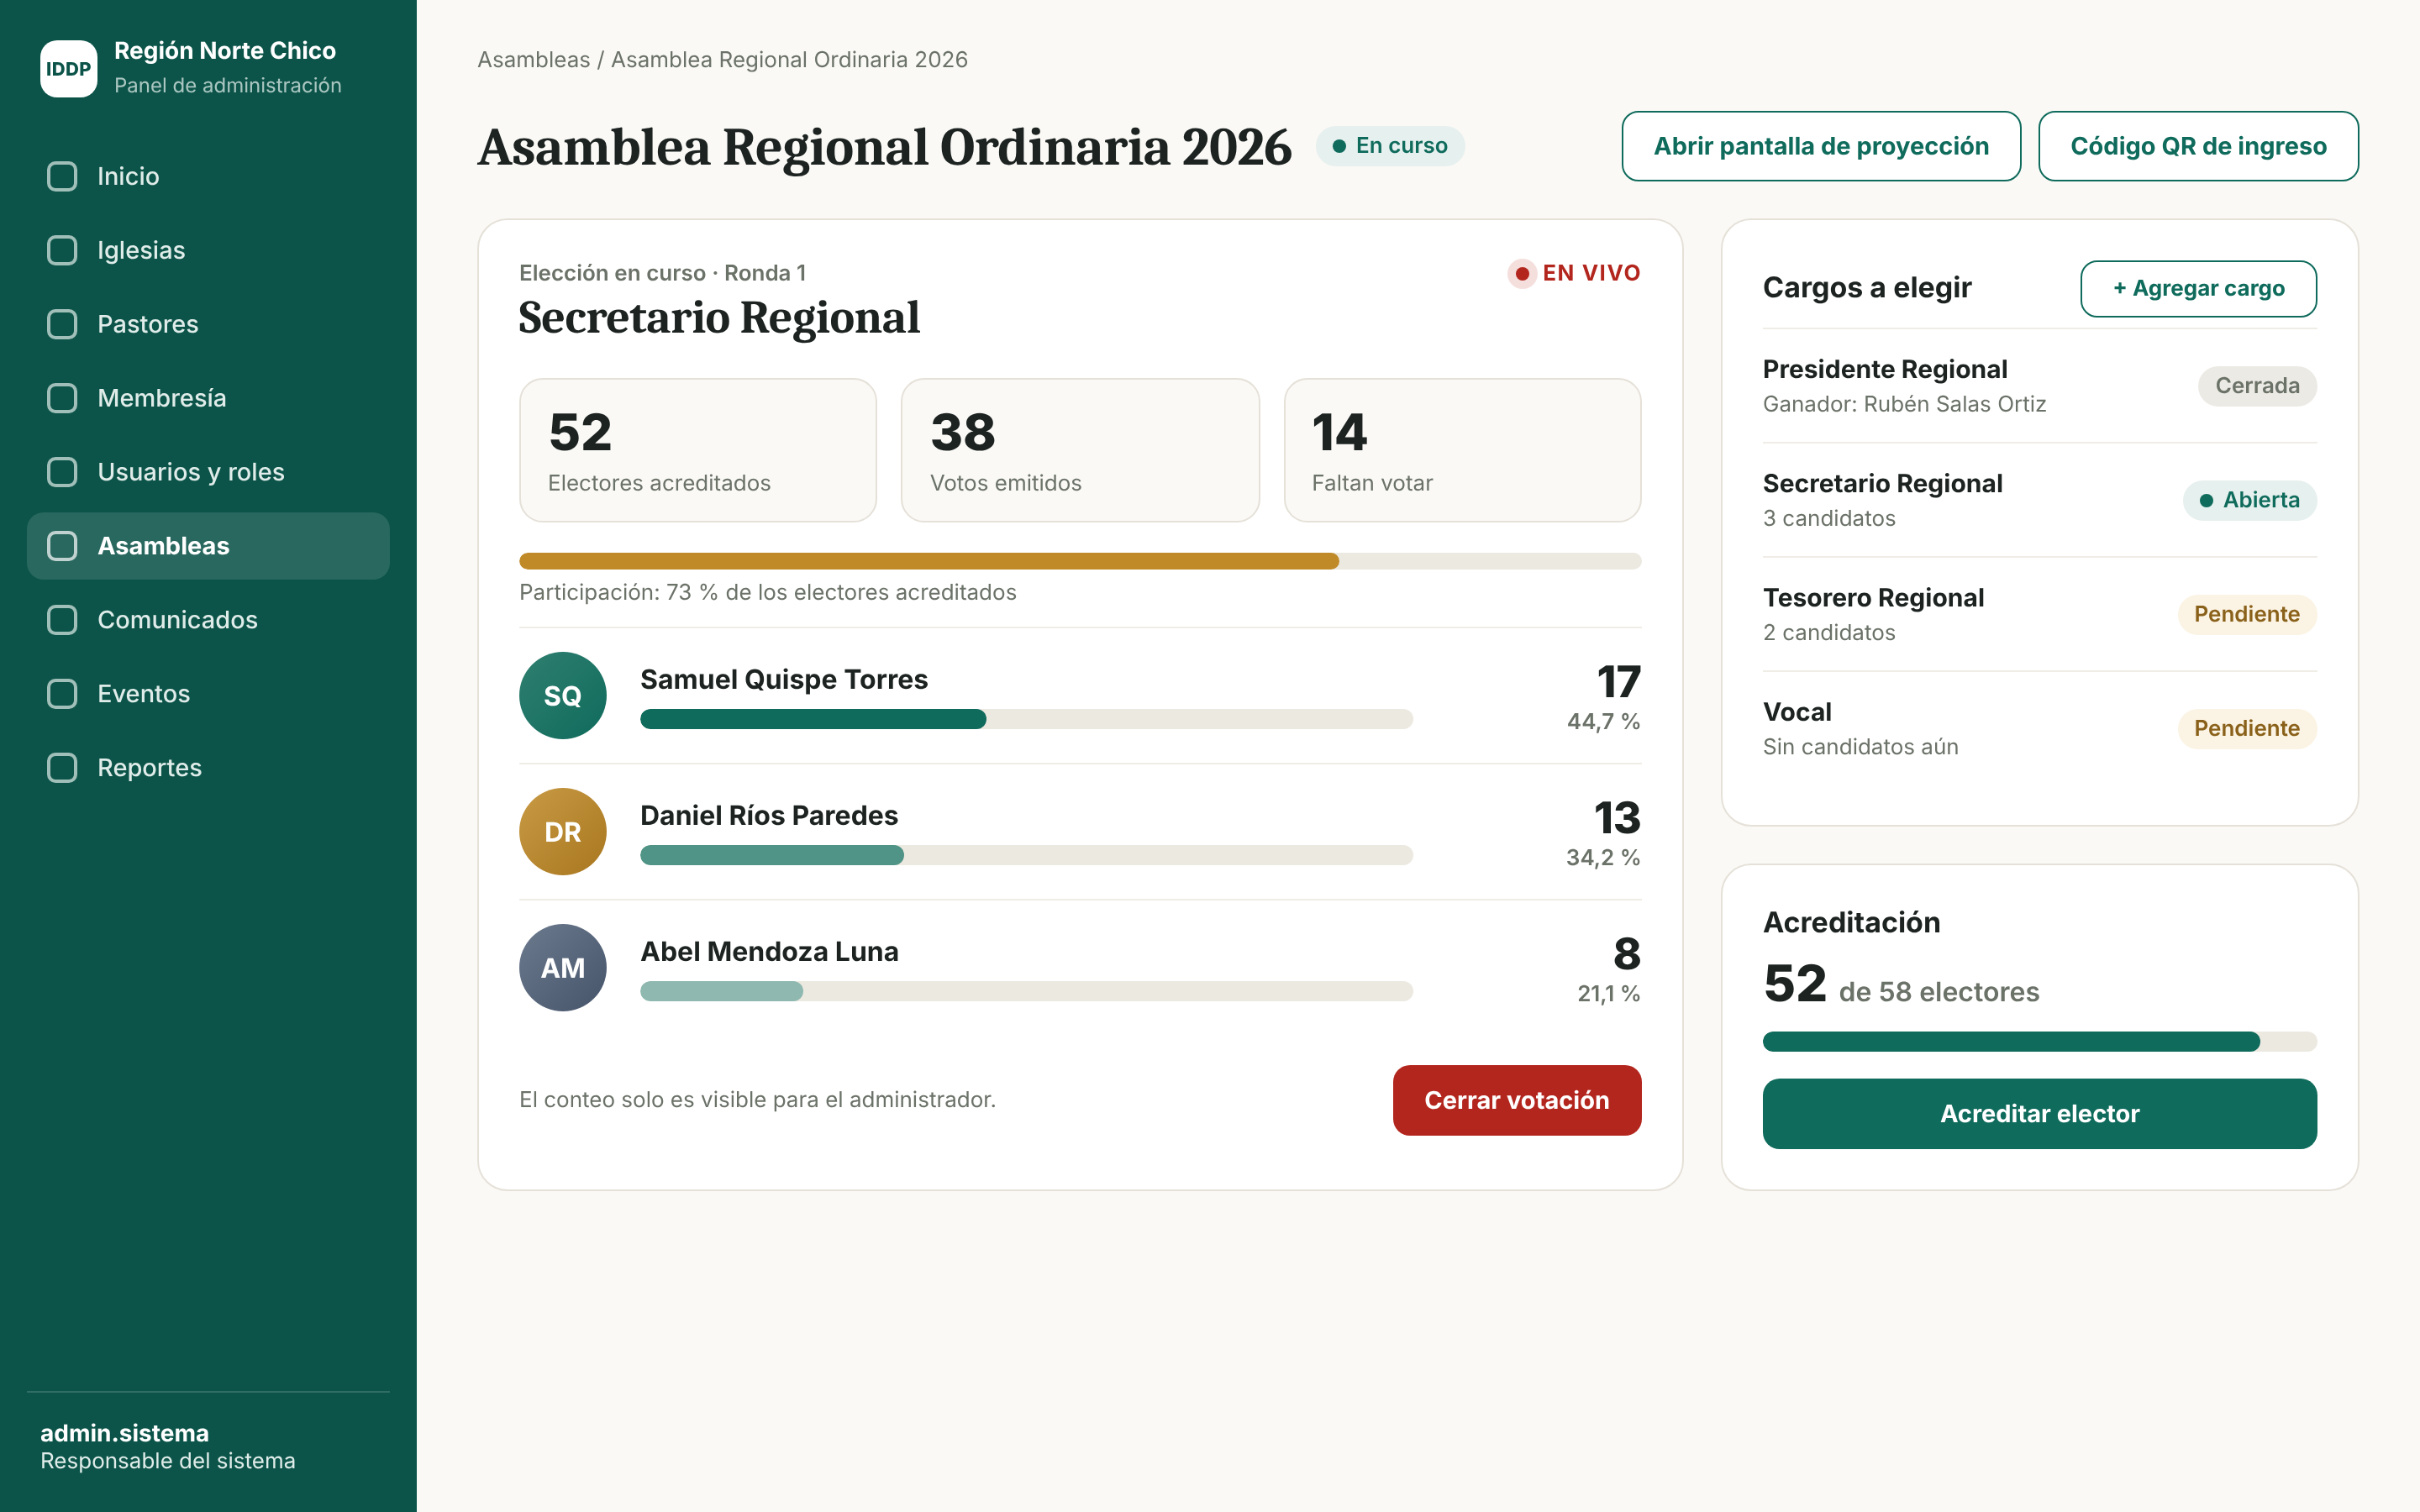 IDDP
Región Norte Chico
Panel de administración
Inicio
Iglesias
Pastores
Membresía
Usuarios y roles
Asambleas
Comunicados
Eventos
Reportes
admin.sistema
Responsable del sistema
Asambleas / Asamblea Regional Ordinaria 2026
Asamblea Regional Ordinaria 2026
En curso
Abrir pantalla de proyección
Código QR de ingreso
Elección en curso · Ronda 1
EN VIVO
Secretario Regional
52
Electores acreditados
38
Votos emitidos
14
Faltan votar
Participación: 73 % de los electores acreditados
SQ
Samuel Quispe Torres
17
44,7 %
DR
Daniel Ríos Paredes
13
34,2 %
AM
Abel Mendoza Luna
8
21,1 %
El conteo solo es visible para el administrador.
Cerrar votación
Cargos a elegir
+ Agregar cargo
Presidente Regional
Ganador: Rubén Salas Ortiz
Cerrada
Secretario Regional
3 candidatos
Abierta
Tesorero Regional
2 candidatos
Pendiente
Vocal
Sin candidatos aún
Pendiente
Acreditación
52 de 58 electores
Acreditar elector